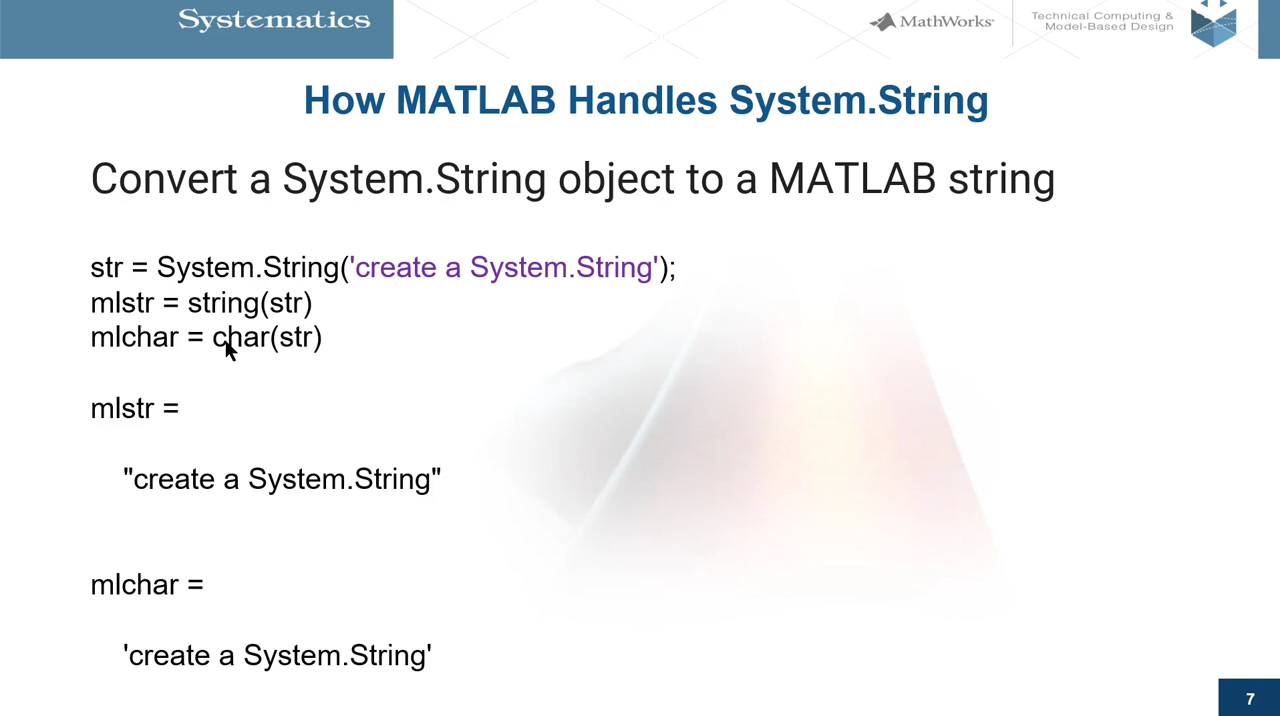 Systematics
MathWorks
Technical Computing &
Model-Based Design
How MATLAB Handles System.String
Convert a System.String object to a MATLAB string
str = System.String('create a System.String');
mlstr = string(str)
mlchar = char(str)
mlstr =
"create a System.String"
mlchar =
'create a System.String'
7